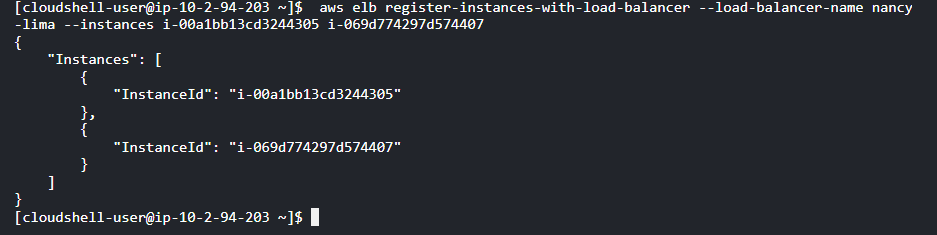 [cloudshell-user@ip-10-2-94-203 ~]$  aws elb register-instances-with-load-balancer --load-balancer-name nancy
-lima --instances i-00a1bb13cd3244305 i-069d774297d574407
{
    "Instances": [
        {
            "InstanceId": "i-00a1bb13cd3244305"
        },
        {
            "InstanceId": "i-069d774297d574407"
        }
    ]
}
[cloudshell-user@ip-10-2-94-203 ~]$